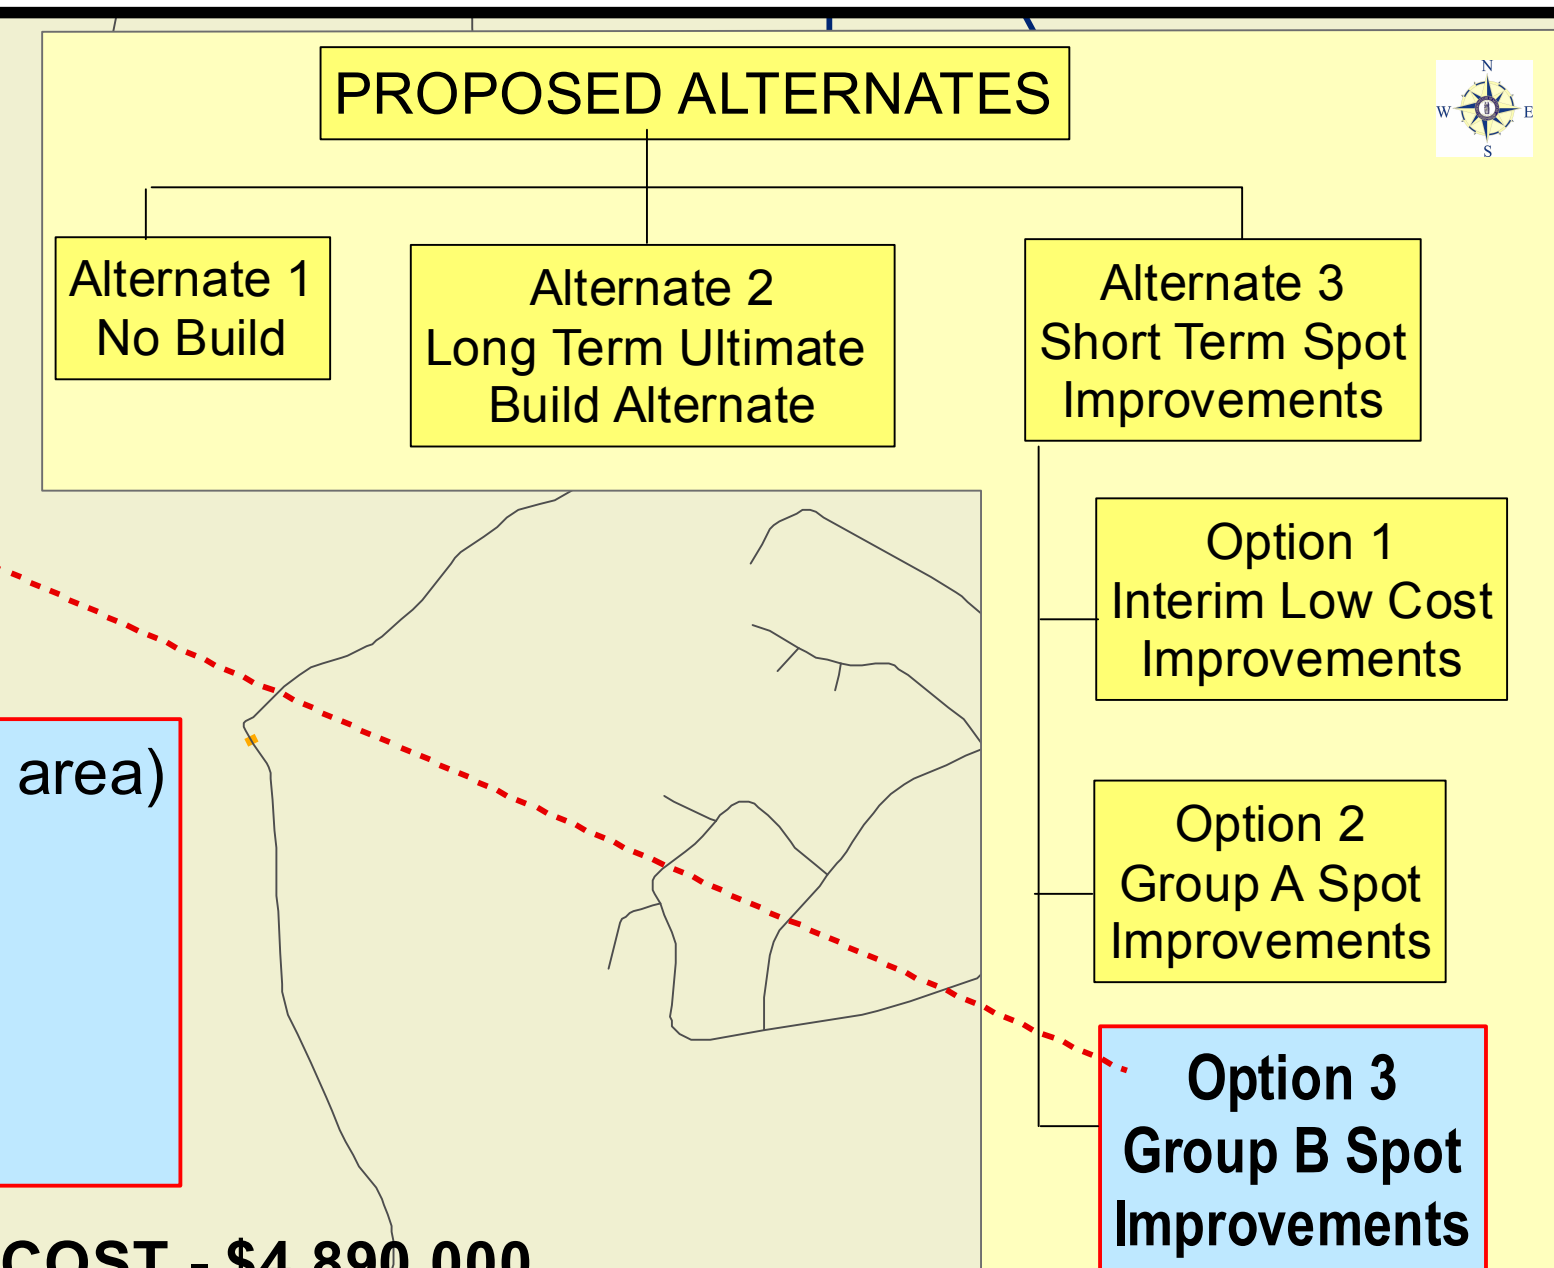 PROPOSED ALTERNATES
N
W E
S
Alternate 1
No Build
Alternate 2
Long Term Ultimate
Build Alternate
Alternate 3
Short Term Spot
Improvements
Option 1
Interim Low Cost
Improvements
area)
Option 2
Group A Spot
Improvements
Option 3
Group B Spot
Improvements
COST - $4,890,000